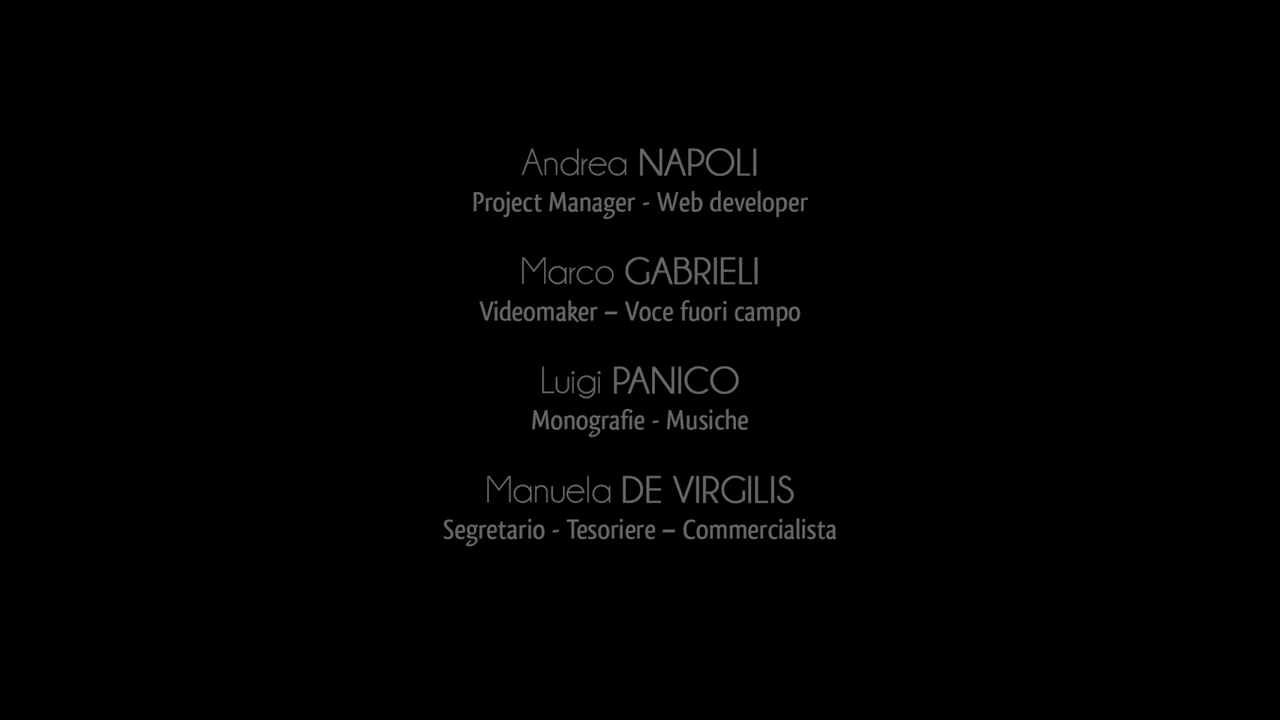 Andrea NAPOLI
Project Manager - Web developer
Marco GABRIELI
Videomaker – Voce fuori campo
Luigi PANICO
Monografie - Musiche
Manuela DE VIRGILIS
Segretario - Tesoriere – Commercialista